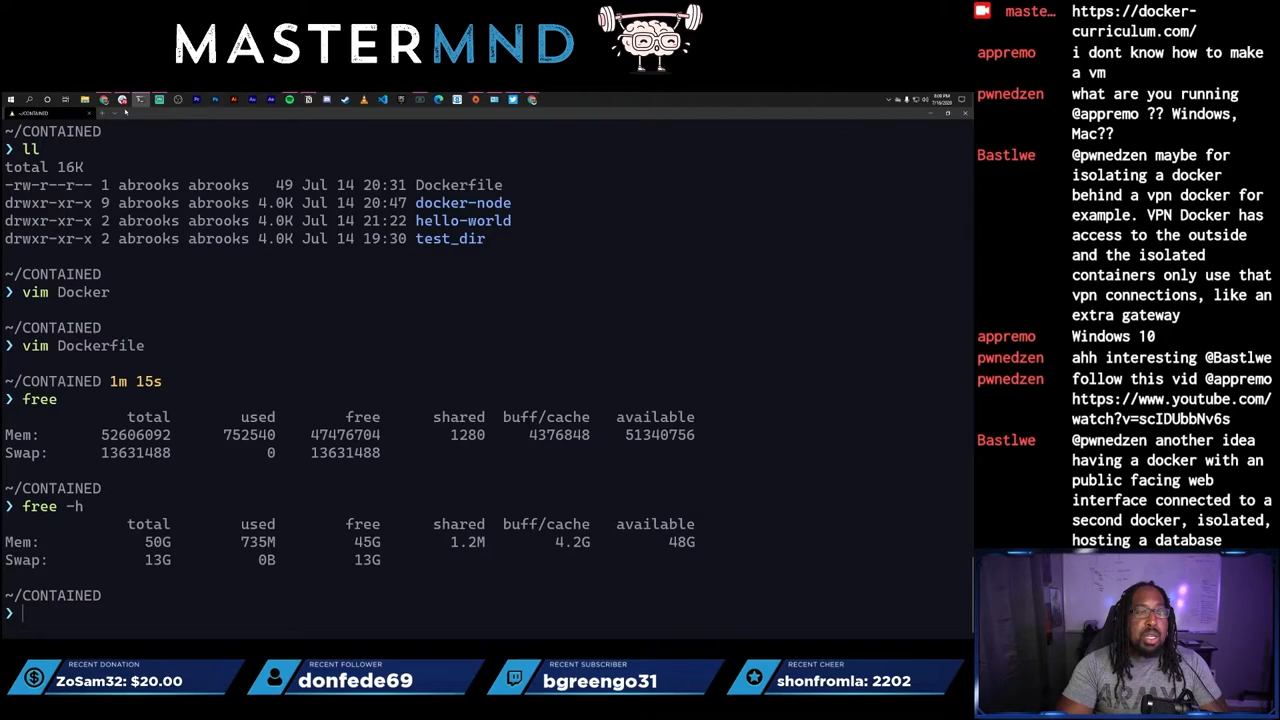 MASTERMND
~/CONTAINED
~/CONTAINED
❯ ll
total 16K
-rw-r--r-- 1 abrooks abrooks 49 Jul 14 20:31 Dockerfile
drwxr-xr-x 9 abrooks abrooks 4.0K Jul 14 20:47 docker-node
drwxr-xr-x 2 abrooks abrooks 4.0K Jul 14 21:22 hello-world
drwxr-xr-x 2 abrooks abrooks 4.0K Jul 14 19:30 test_dir
~/CONTAINED
❯ vim Docker
~/CONTAINED
❯ vim Dockerfile
~/CONTAINED 1m 15s
❯ free
total used free shared buff/cache available
Mem: 52606092 752540 47476704 1280 4376848 51340756
Swap: 13631488 0 13631488
~/CONTAINED
❯ free -h
total used free shared buff/cache available
Mem: 50G 735M 45G 1.2M 4.2G 48G
Swap: 13G 0B 13G
~/CONTAINED
❯
maste… https://docker-
curriculum.com/
appremo i dont know how to make
a vm
pwnedzen what are you running
@appremo ?? Windows,
Mac??
Bastlwe @pwnedzen maybe for
isolating a docker
behind a vpn docker for
example. VPN Docker has
access to the outside
and the isolated
containers only use that
vpn connections, like an
extra gateway
appremo Windows 10
pwnedzen ahh interesting @Bastlwe
pwnedzen follow this vid @appremo
https://www.youtube.com/
watch?v=scIDUbbNv6s
Bastlwe @pwnedzen another idea
having a docker with an
public facing web
interface connected to a
second docker, isolated,
hosting a database
ARMY
RECENT DONATION
ZoSam32: $20.00
RECENT FOLLOWER
donfede69
RECENT SUBSCRIBER
bgreengo31
RECENT CHEER
shonfromla: 2202